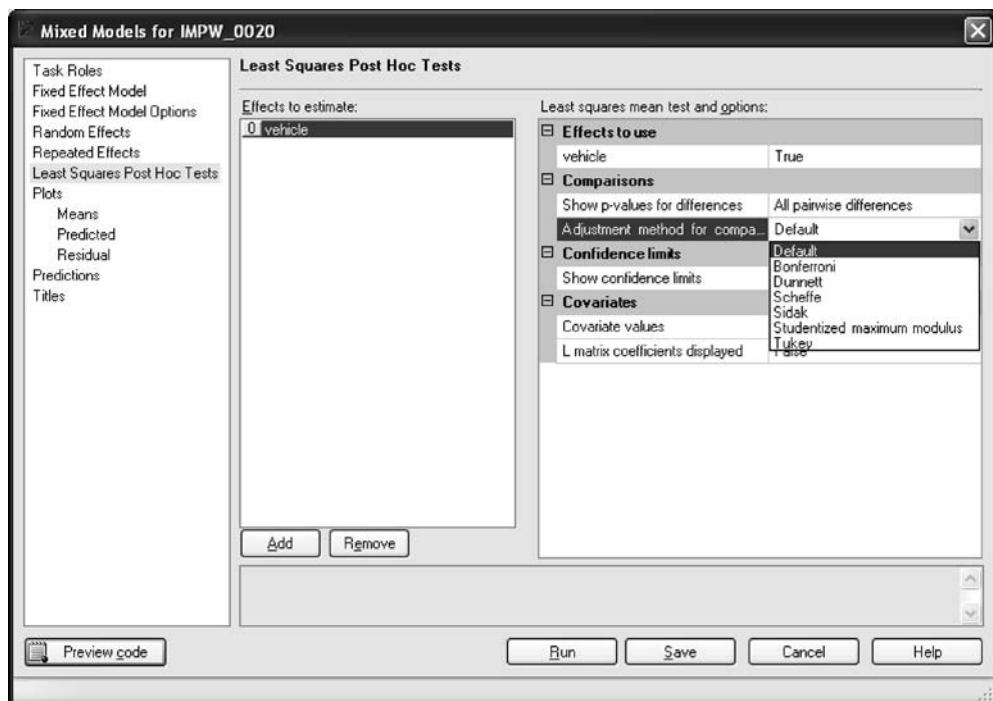 Mixed Models for IMPW_0020
Task Roles
Fixed Effect Model
Fixed Effect Model Options
Random Effects
Repeated Effects
Least Squares Post Hoc Tests
Plots
Means
Predicted
Residual
Predictions
Titles
Least Squares Post Hoc Tests
Effects to estimate:
0 vehicle
Add Remove
Least squares mean test and options:
Effects to use
vehicle True
Comparisons
Show p-values for differences All pairwise differences
Adjustment method for compa... Default
Default
Bonferroni
Dunnett
Scheffe
Sidak
Studentized maximum modulus
Tukey
Confidence limits
Show confidence limits
Covariates
Covariate values
L matrix coefficients displayed False
Preview code Run Save Cancel Help